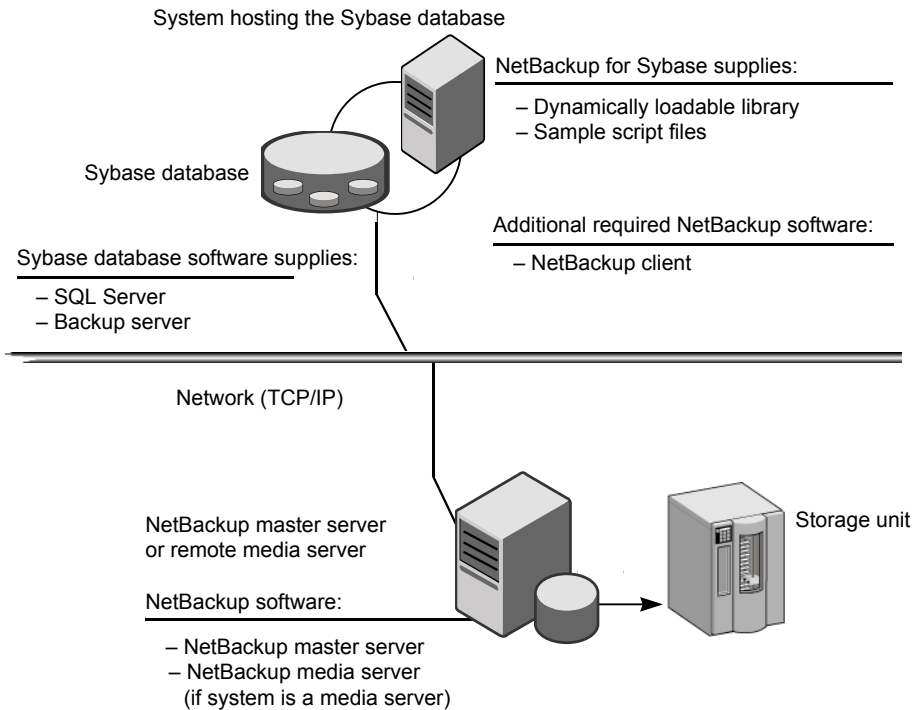 System hosting the Sybase database
NetBackup for Sybase supplies:
– Dynamically loadable library
– Sample script files
Sybase database
Additional required NetBackup software:
– NetBackup client
Sybase database software supplies:
– SQL Server
– Backup server
Network (TCP/IP)
NetBackup master server
or remote media server
Storage unit
NetBackup software:
– NetBackup master server
– NetBackup media server
(if system is a media server)